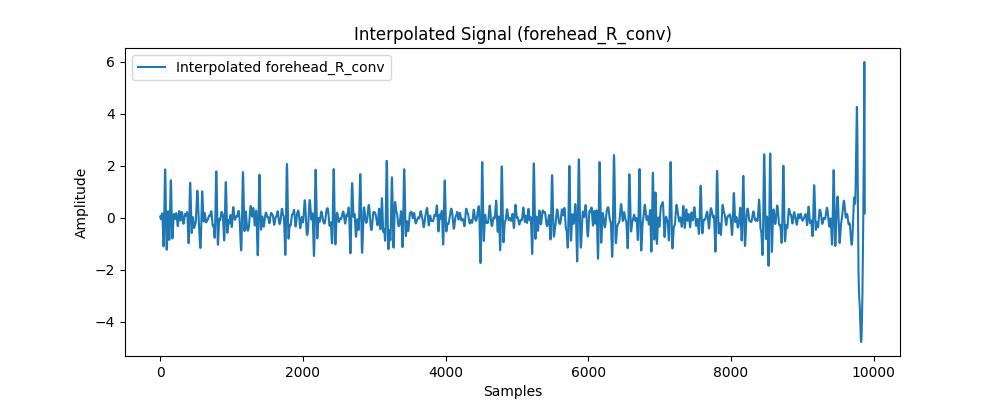 Interpolated Signal (forehead_R_conv)
Interpolated forehead_R_conv
6
4
2
0
−2
−4
Amplitude
0 2000 4000 6000 8000 10000
Samples